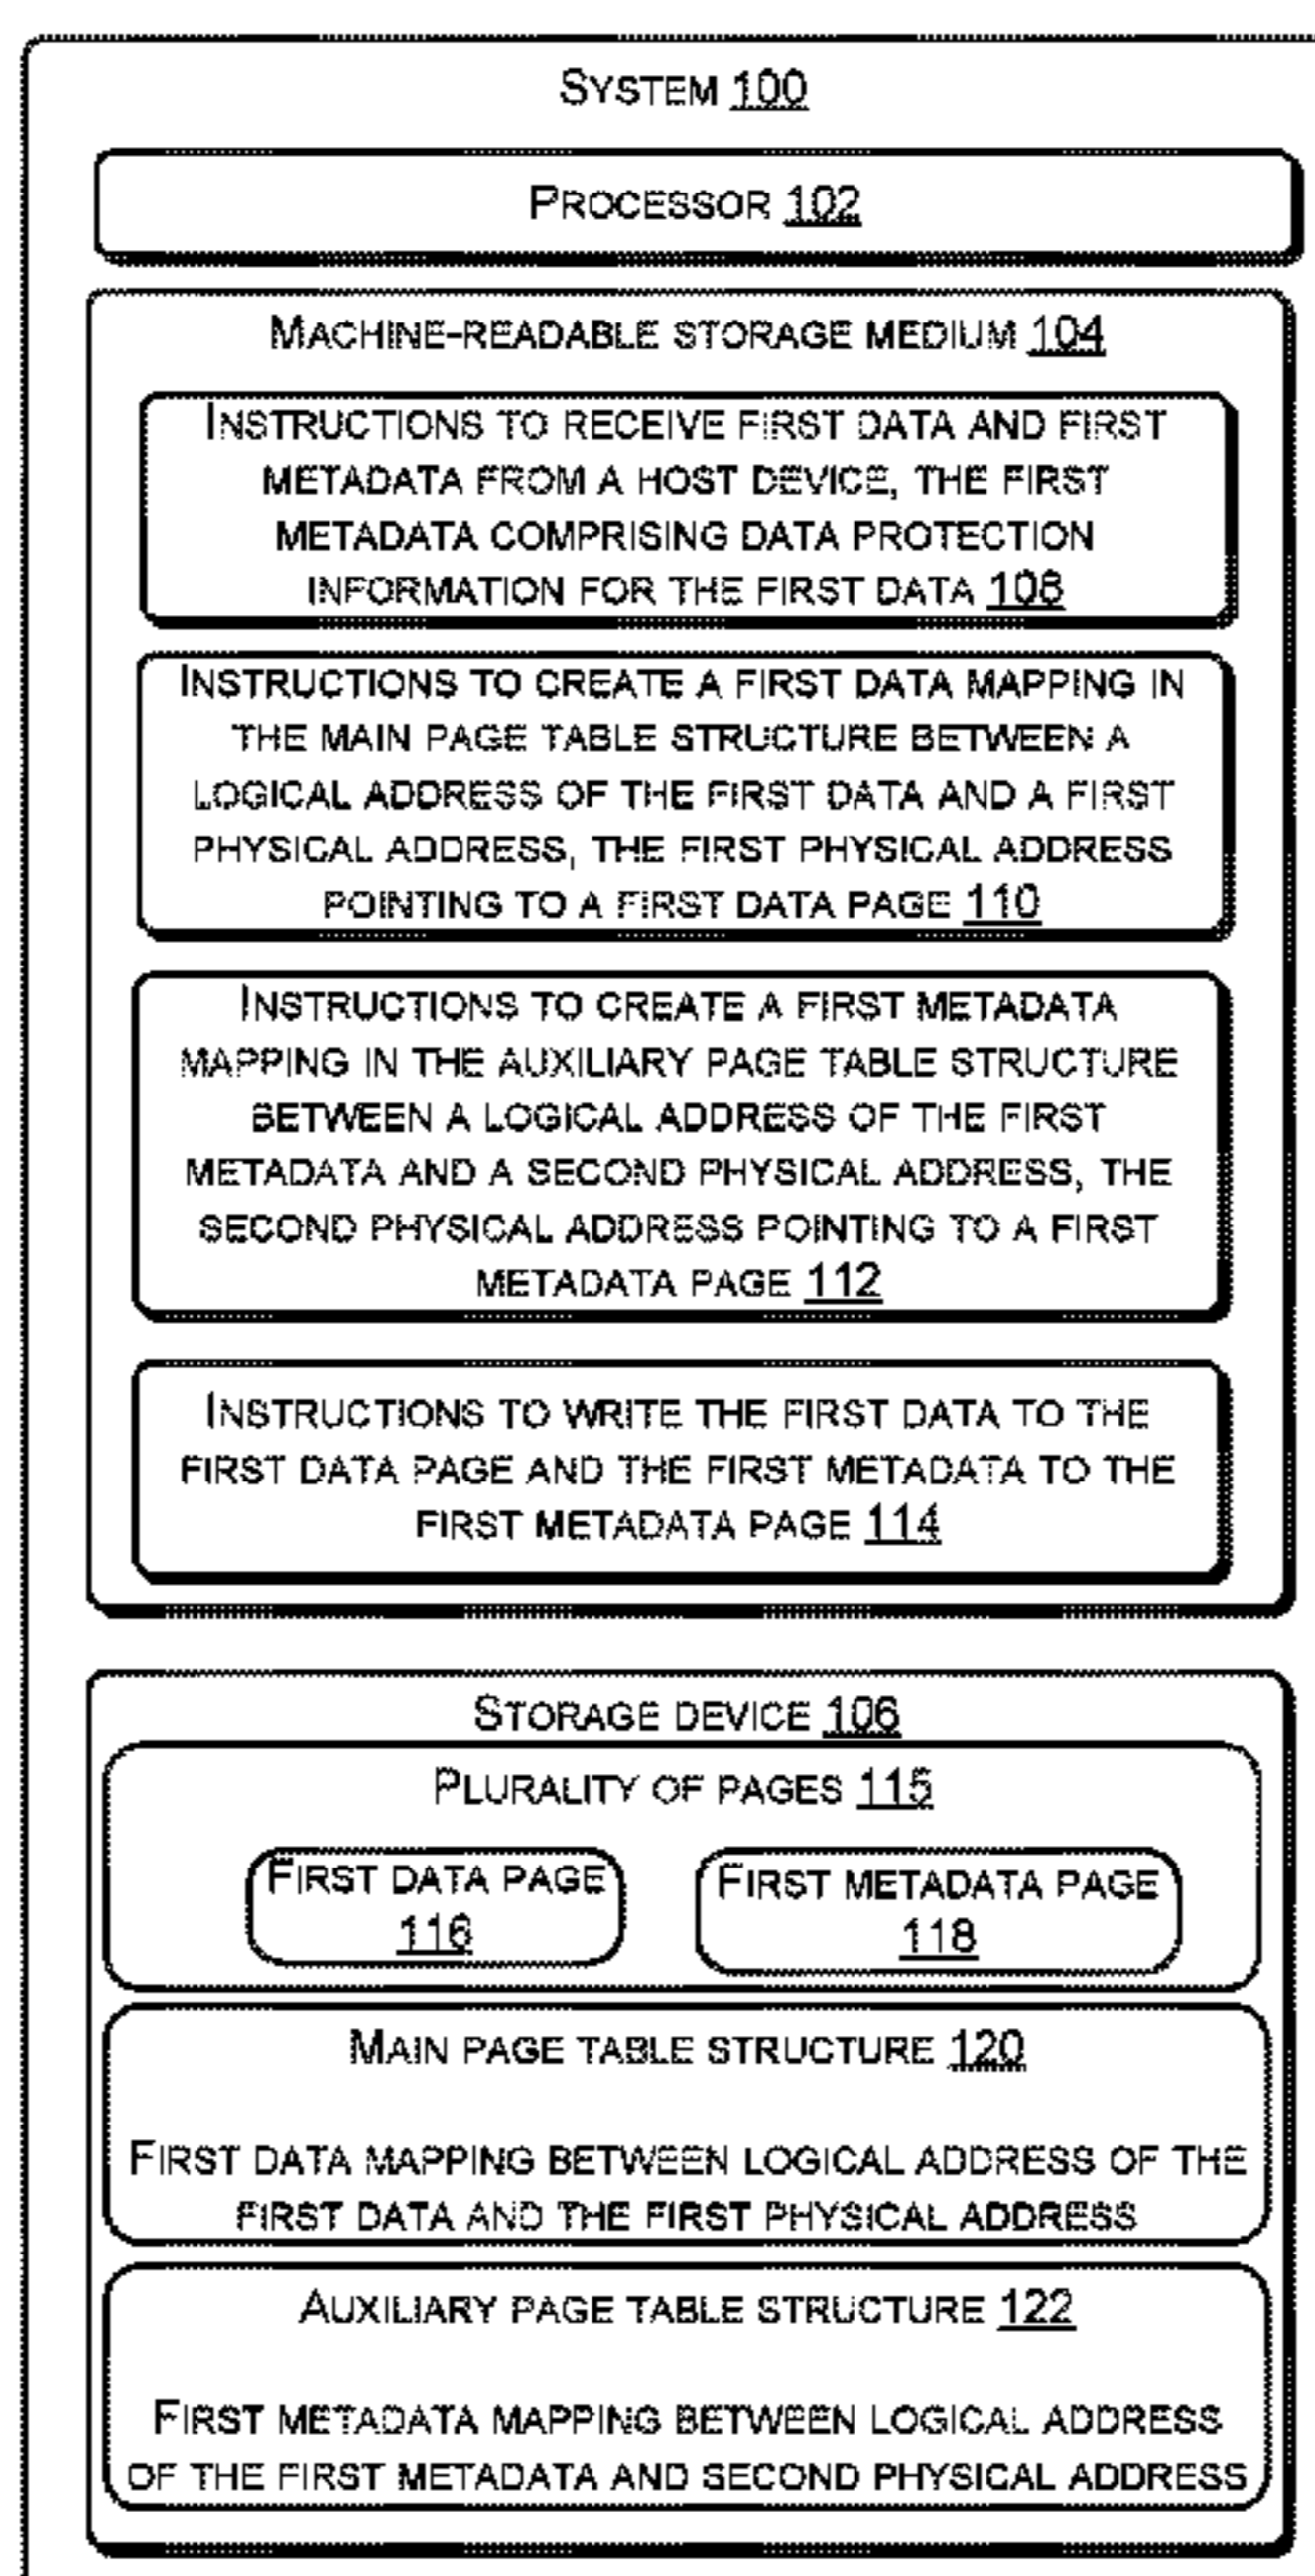 SYSTEM 100
PROCESSOR 102
MACHINE-READABLE STORAGE MEDIUM 104
INSTRUCTIONS TO RECEIVE FIRST DATA AND FIRST
METADATA FROM A HOST DEVICE, THE FIRST
METADATA COMPRISING DATA PROTECTION
INFORMATION FOR THE FIRST DATA 108
INSTRUCTIONS TO CREATE A FIRST DATA MAPPING IN
THE MAIN PAGE TABLE STRUCTURE BETWEEN A
LOGICAL ADDRESS OF THE FIRST DATA AND A FIRST
PHYSICAL ADDRESS, THE FIRST PHYSICAL ADDRESS
POINTING TO A FIRST DATA PAGE 110
INSTRUCTIONS TO CREATE A FIRST METADATA
MAPPING IN THE AUXILIARY PAGE TABLE STRUCTURE
BETWEEN A LOGICAL ADDRESS OF THE FIRST
METADATA AND A SECOND PHYSICAL ADDRESS, THE
SECOND PHYSICAL ADDRESS POINTING TO A FIRST
METADATA PAGE 112
INSTRUCTIONS TO WRITE THE FIRST DATA TO THE
FIRST DATA PAGE AND THE FIRST METADATA TO THE
FIRST METADATA PAGE 114
STORAGE DEVICE 106
PLURALITY OF PAGES 115
FIRST DATA PAGE
116
FIRST METADATA PAGE
118
MAIN PAGE TABLE STRUCTURE 120
FIRST DATA MAPPING BETWEEN LOGICAL ADDRESS OF THE
FIRST DATA AND THE FIRST PHYSICAL ADDRESS
AUXILIARY PAGE TABLE STRUCTURE 122
FIRST METADATA MAPPING BETWEEN LOGICAL ADDRESS
OF THE FIRST METADATA AND SECOND PHYSICAL ADDRESS